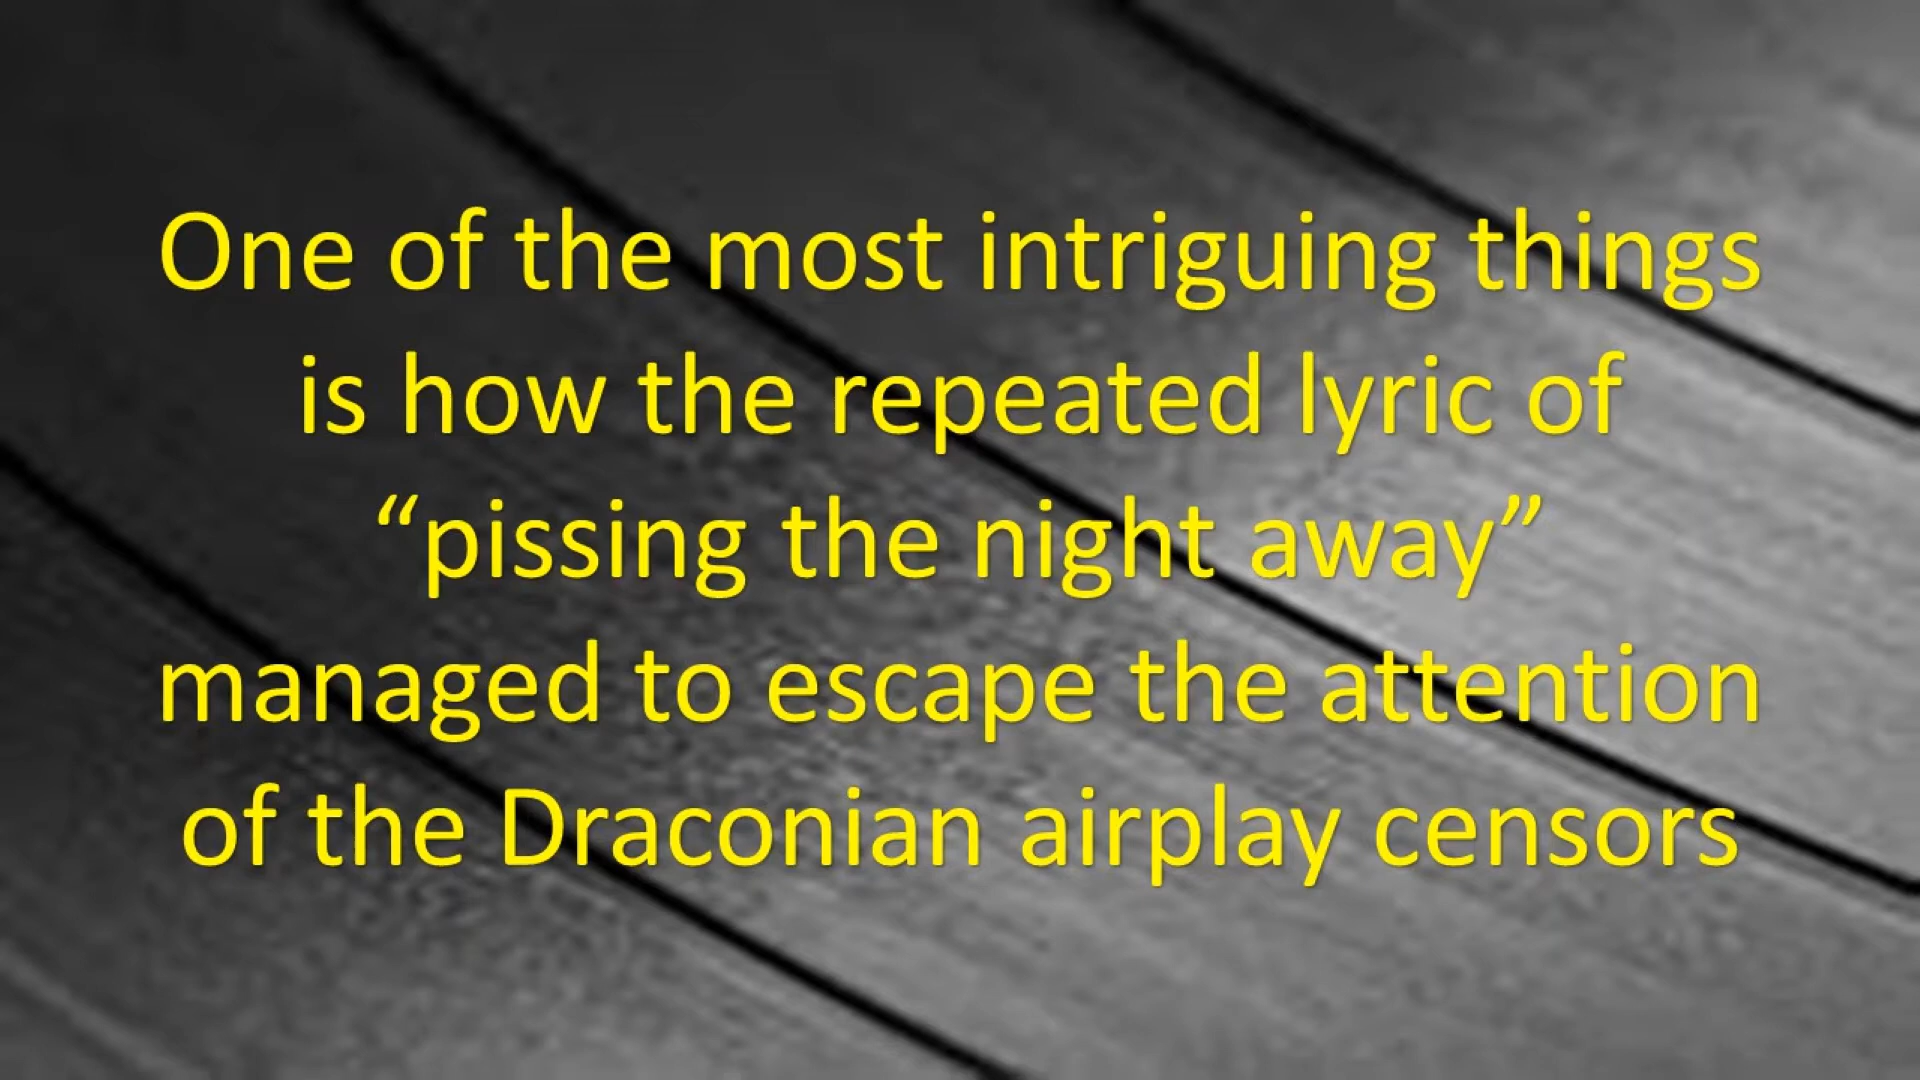 One of the most intriguing things
is how the repeated lyric of
“pissing the night away”
managed to escape the attention
of the Draconian airplay censors